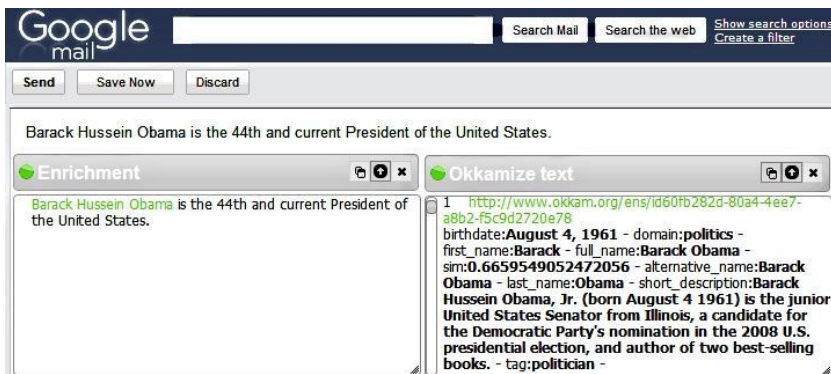 Google
mail
Search Mail
Search the web
Show search options
Create a filter
Send
Save Now
Discard
Barack Hussein Obama is the 44th and current President of the United States.
Enrichment
Barack Hussein Obama is the 44th and current President of
the United States.
Okkamize text
1 http://www.okkam.org/ens/id60fb282d-80a4-4ee7-
a8b2-f5c9d2720e78
birthdate:August 4, 1961 - domain:politics -
first_name:Barack - full_name:Barack Obama -
sim:0.6659549052472056 - alternative_name:Barack
Obama - last_name:Obama - short_description:Barack
Hussein Obama, Jr. (born August 4 1961) is the junior
United States Senator from Illinois, a candidate for
the Democratic Party's nomination in the 2008 U.S.
presidential election, and author of two best-selling
books. - tag:politician -